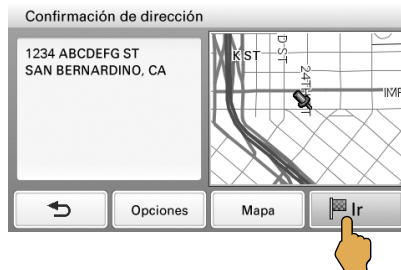 Confirmación de dirección
1234 ABCDEFG ST
SAN BERNARDINO, CA
K ST
D ST
24TH ST
IMP
Opciones
Mapa
Ir